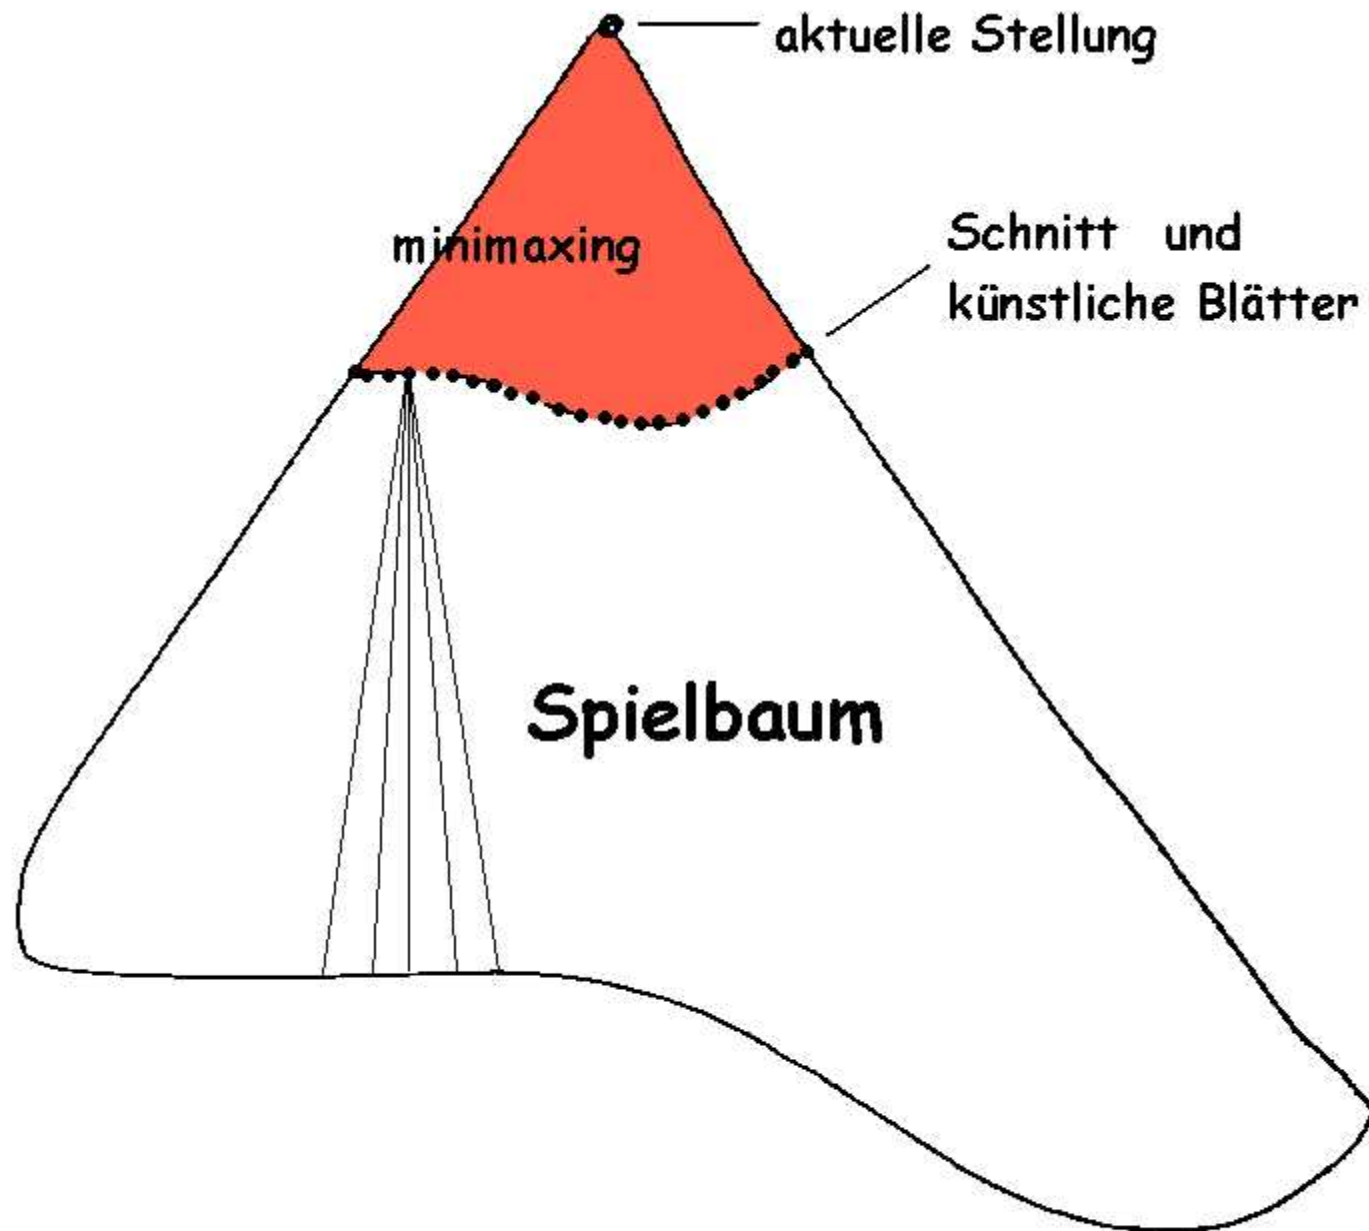 aktuelle Stellung
minimaxing
Schnitt und
künstliche Blätter
Spielbaum